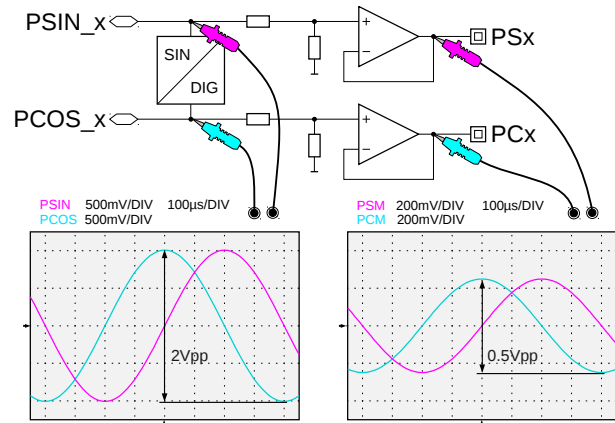 PSIN_x
SIN
DIG
PCOS_x
+
−
PSx
+
−
PCx
PSIN 500mV/DIV 100µs/DIV
PCOS 500mV/DIV
PSM 200mV/DIV 100µs/DIV
PCM 200mV/DIV
2Vpp
0.5Vpp